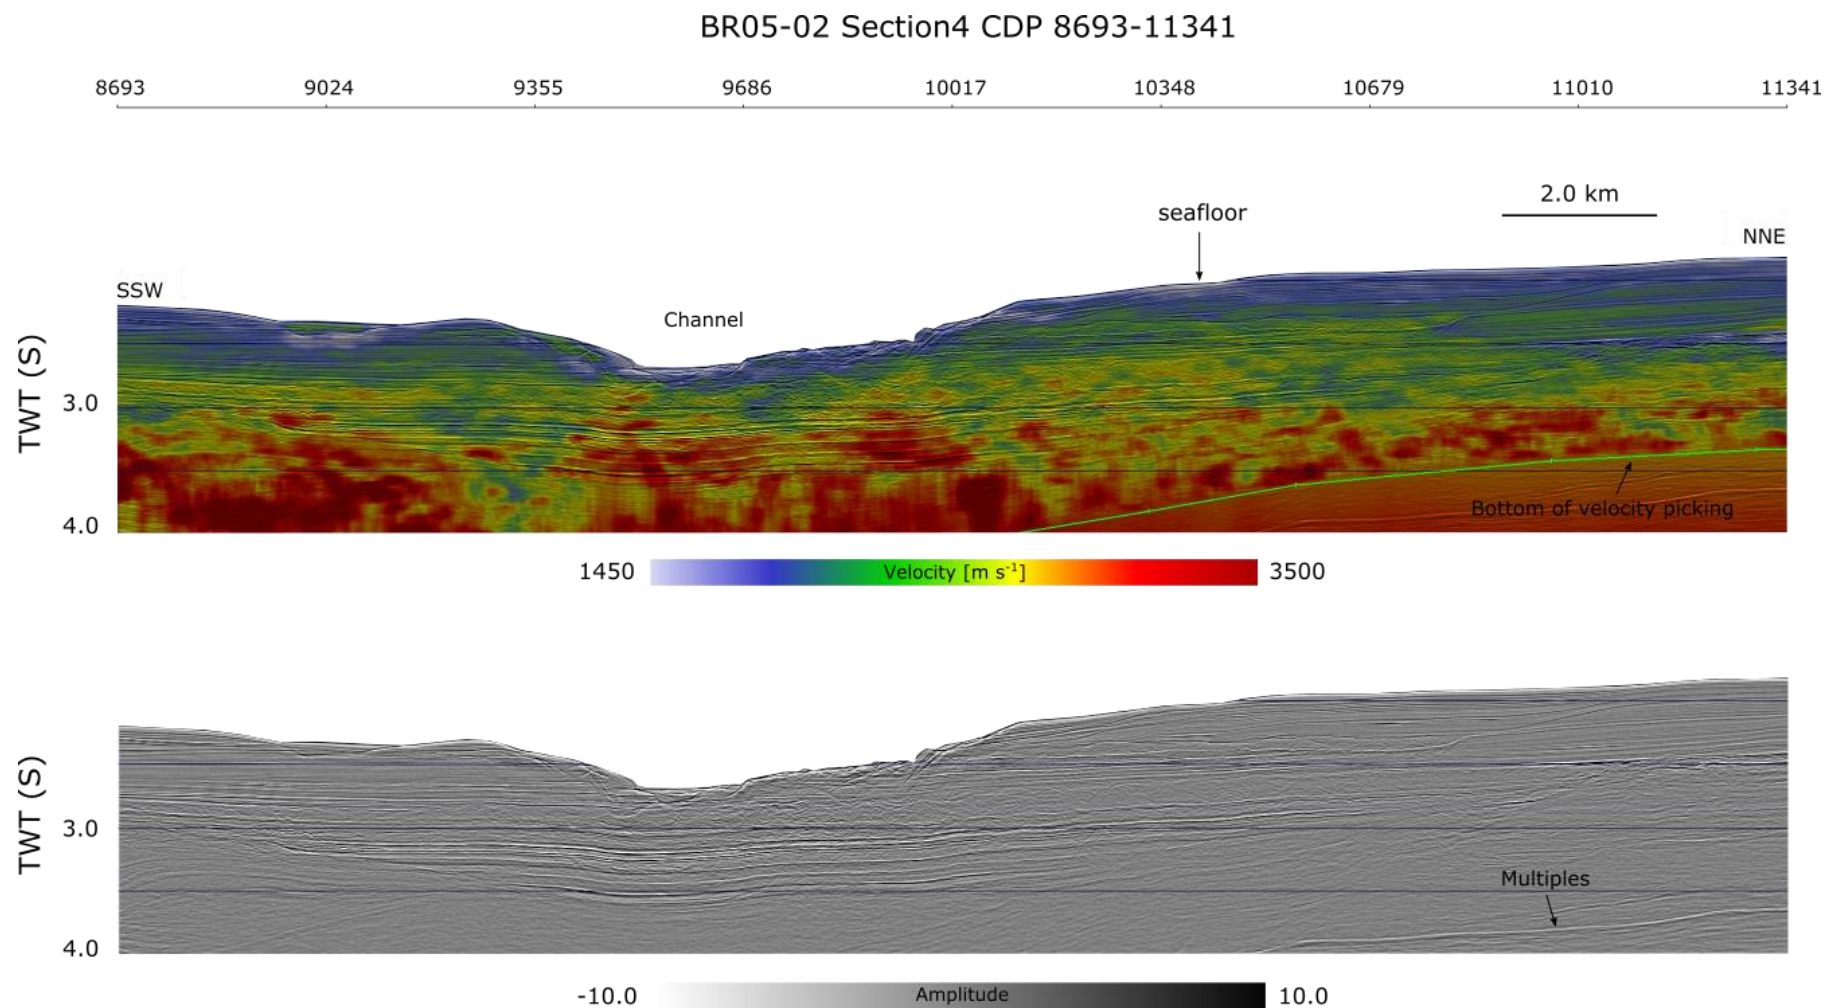 BR05-02 Section4 CDP 8693-11341
8693 9024 9355 9686 10017 10348 10679 11010 11341
2.0 km
seafloor
NNE
SSW
Channel
TWT (S)
3.0
Bottom of velocity picking
4.0
1450 Velocity [m s-1] 3500
TWT (S)
3.0
Multiples
4.0
-10.0 Amplitude 10.0